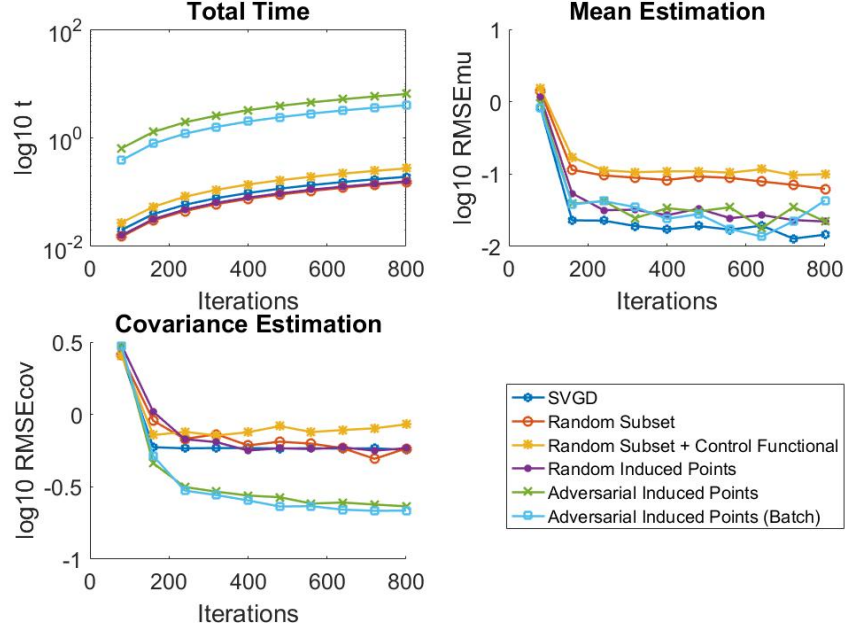 Total Time
10^2
10^0
10^-2
log10 t
0 200 400 600 800
Iterations
Mean Estimation
1
0
-1
-2
log10 RMSEmu
0 200 400 600 800
Iterations
Covariance Estimation
0.5
0
-0.5
-1
log10 RMSEcov
0 200 400 600 800
Iterations
SVGD
Random Subset
Random Subset + Control Functional
Random Induced Points
Adversarial Induced Points
Adversarial Induced Points (Batch)